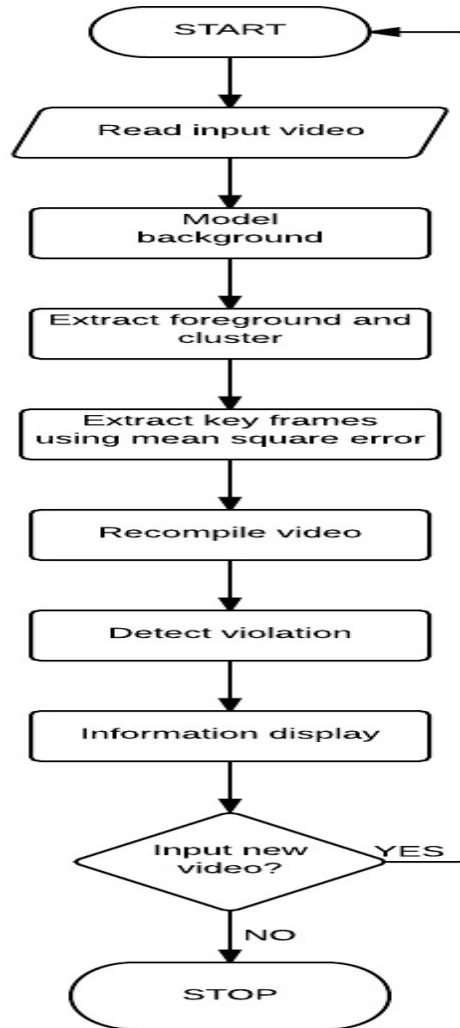 START
Read input video
Model
background
Extract foreground and
cluster
Extract key frames
using mean square error
Recompile video
Detect violation
Information display
Input new
video?
YES
NO
STOP